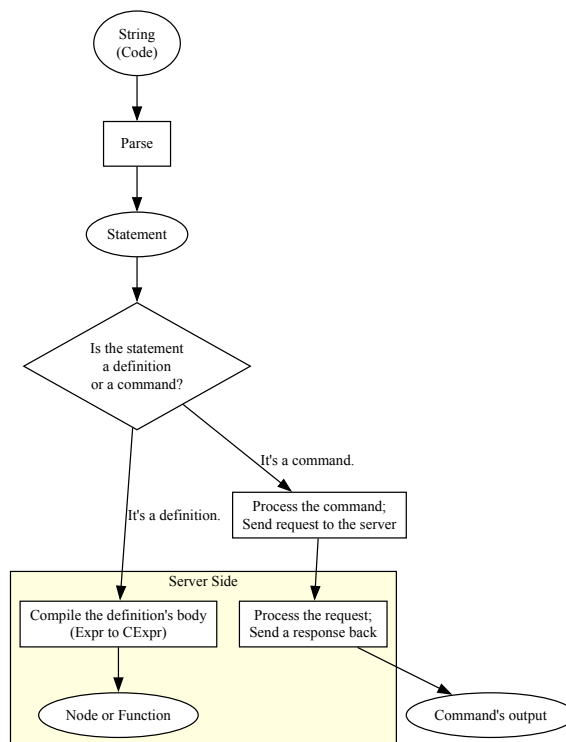 String
(Code)
Parse
Statement
Is the statement
a definition
or a command?
It's a command.
It's a definition.
Process the command;
Send request to the server
Server Side
Compile the definition's body
(Expr to CExpr)
Process the request;
Send a response back
Node or Function
Command's output